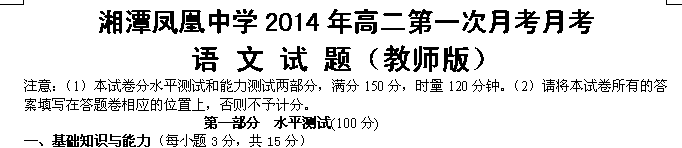 湘潭凤凰中学2014年高二第一次月考月考
语 文 试 题（教师版）
注意：（1）本试卷分水平测试和能力测试两部分，满分150分，时量120分钟。（2）请将本试卷所有的答
案填写在答题卷相应的位置上，否则不予计分。
第一部分　水平测试(100分)
一、基础知识与能力（每小题3分，共15分）